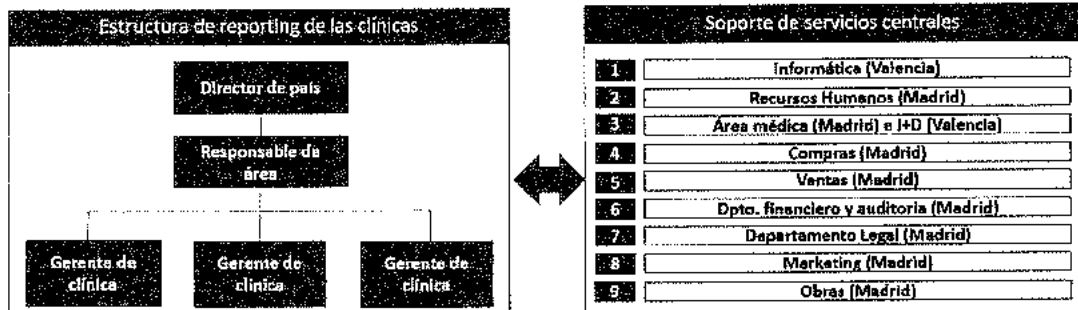 Estructura de reporting de las clínicas
Director de país
Responsable de
área
Gerente de
clínica
Gerente de
clínica
Gerente de
clínica
Soporte de servicios centrales
1 Informática (Valencia)
2 Recursos Humanos (Madrid)
3 Área médica (Madrid) e I+D (Valencia)
4 Compras (Madrid)
5 Ventas (Madrid)
6 Dpto. financiero y auditoria (Madrid)
7 Departamento Legal (Madrid)
8 Marketing (Madrid)
9 Obras (Madrid)